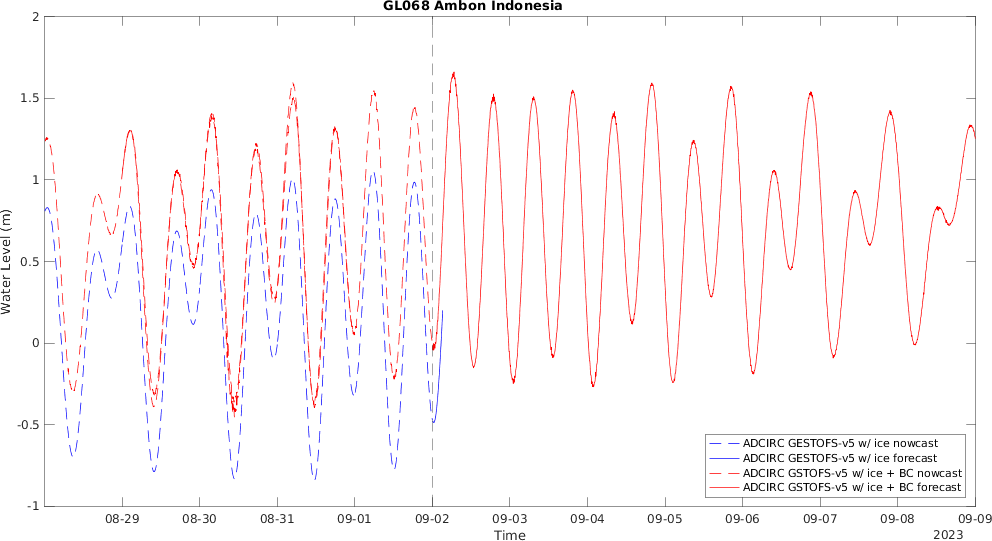 GL068 Ambon Indonesia
2
1.5
1
0.5
0
-0.5
-1
Water Level (m)
ADCIRC GESTOFS-v5 w/ ice nowcast
ADCIRC GESTOFS-v5 w/ ice forecast
ADCIRC GSTOFS-v5 w/ ice + BC nowcast
ADCIRC GSTOFS-v5 w/ ice + BC forecast
08-29 08-30 08-31 09-01 09-02 09-03 09-04 09-05 09-06 09-07 09-08 09-09
Time
2023